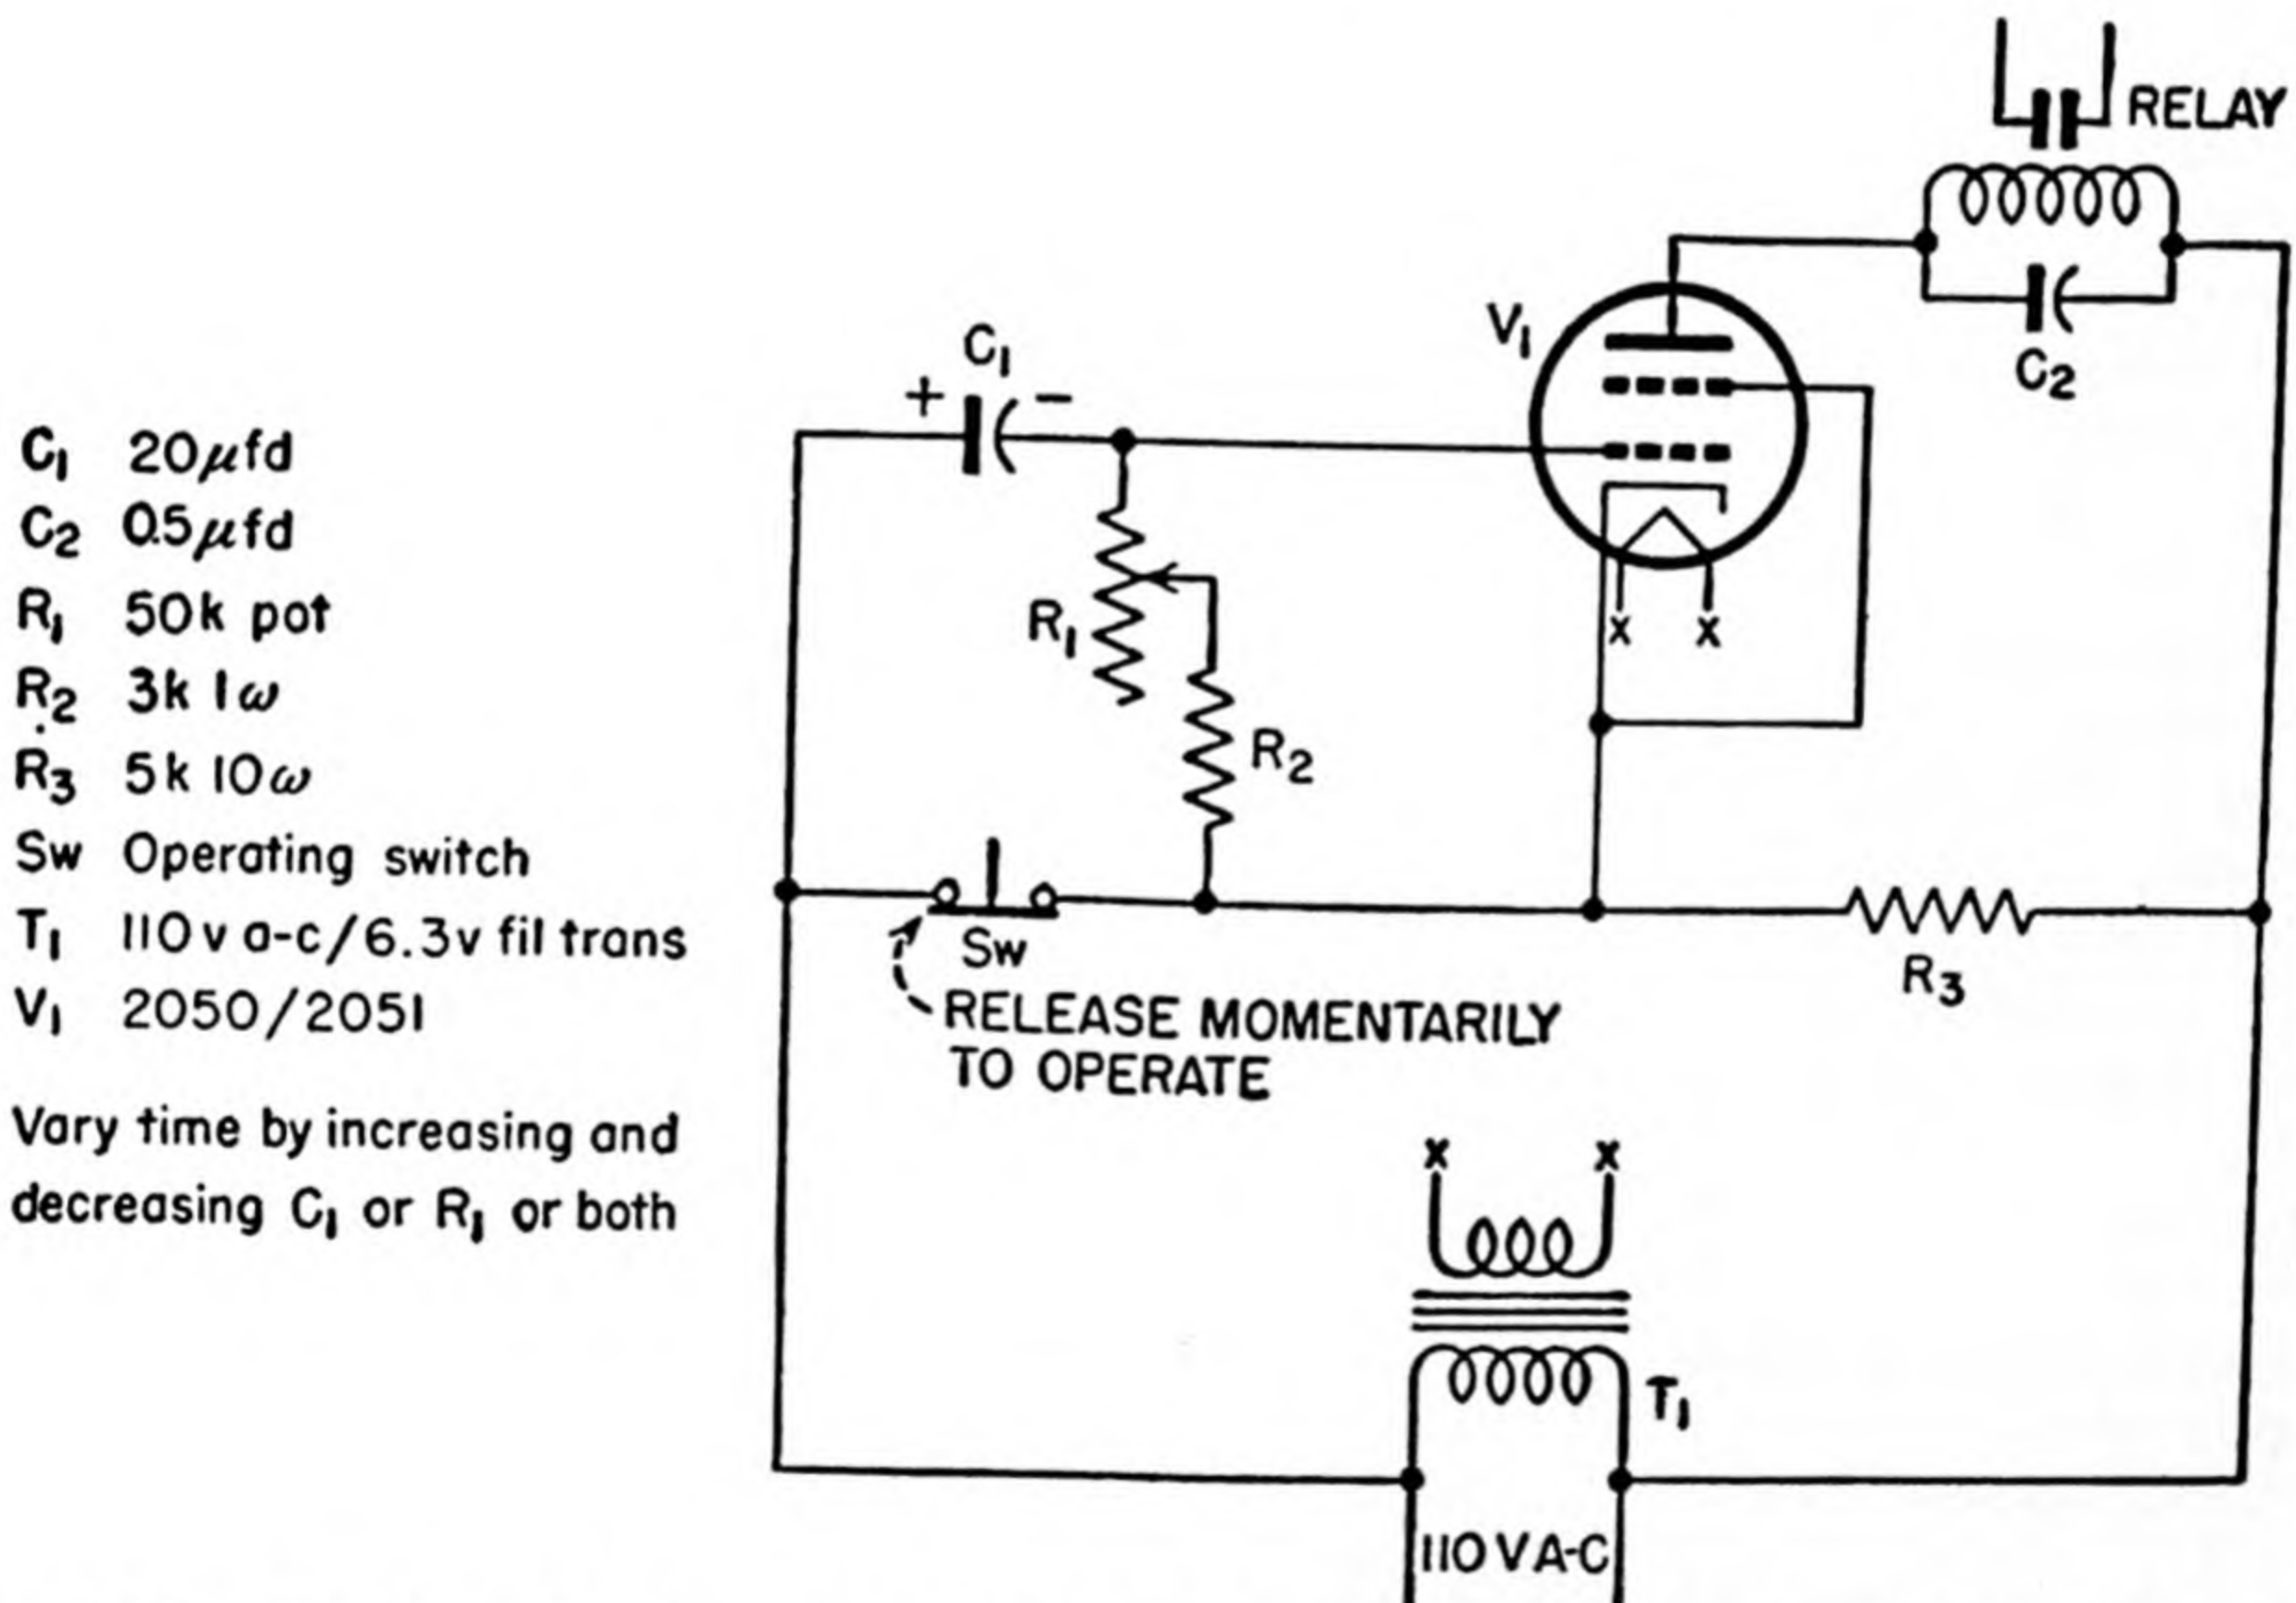 C₁ 20μfd
C₂ 0.5μfd
R₁ 50k pot
R₂ 3k 1ω
R₃ 5k 10ω
Sw Operating switch
T₁ 110v a-c/6.3v fil trans
V₁ 2050/2051
Vary time by increasing and
decreasing C₁ or R₁ or both
RELAY
C₂
V₁
C₁
+ −
R₁
x x
R₂
Sw
R₃
RELEASE MOMENTARILY
TO OPERATE
x x
T₁
110 V A-C